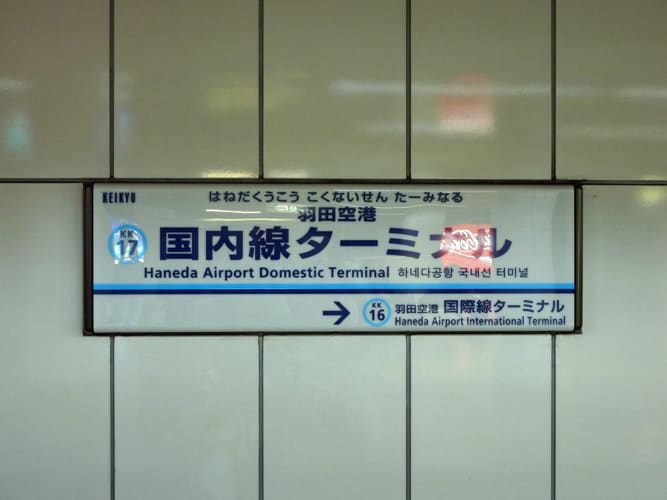 KEIKYU
はねだくうこう こくないせん たーみなる
羽田空港
KK
17
国内線ターミナル
Haneda Airport Domestic Terminal 하네다공항 국내선 터미널
→ KK
16
羽田空港 国際線ターミナル
Haneda Airport International Terminal